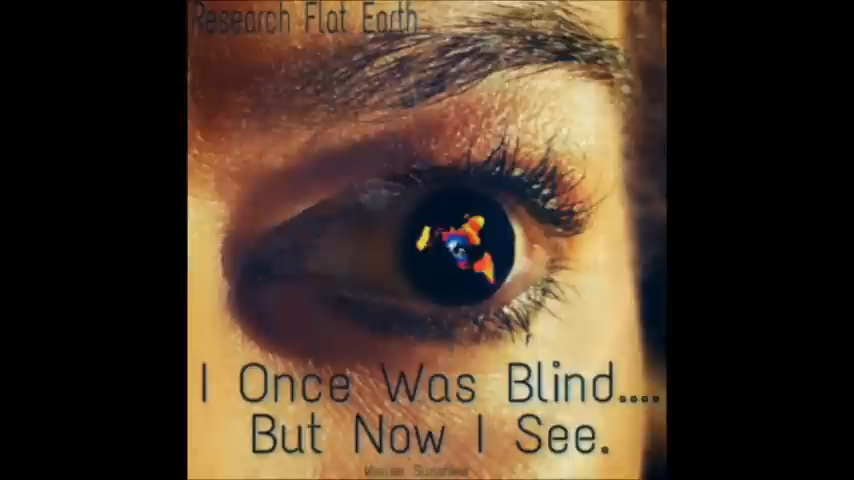 Research Flat Earth
I Once Was Blind....
But Now I See.